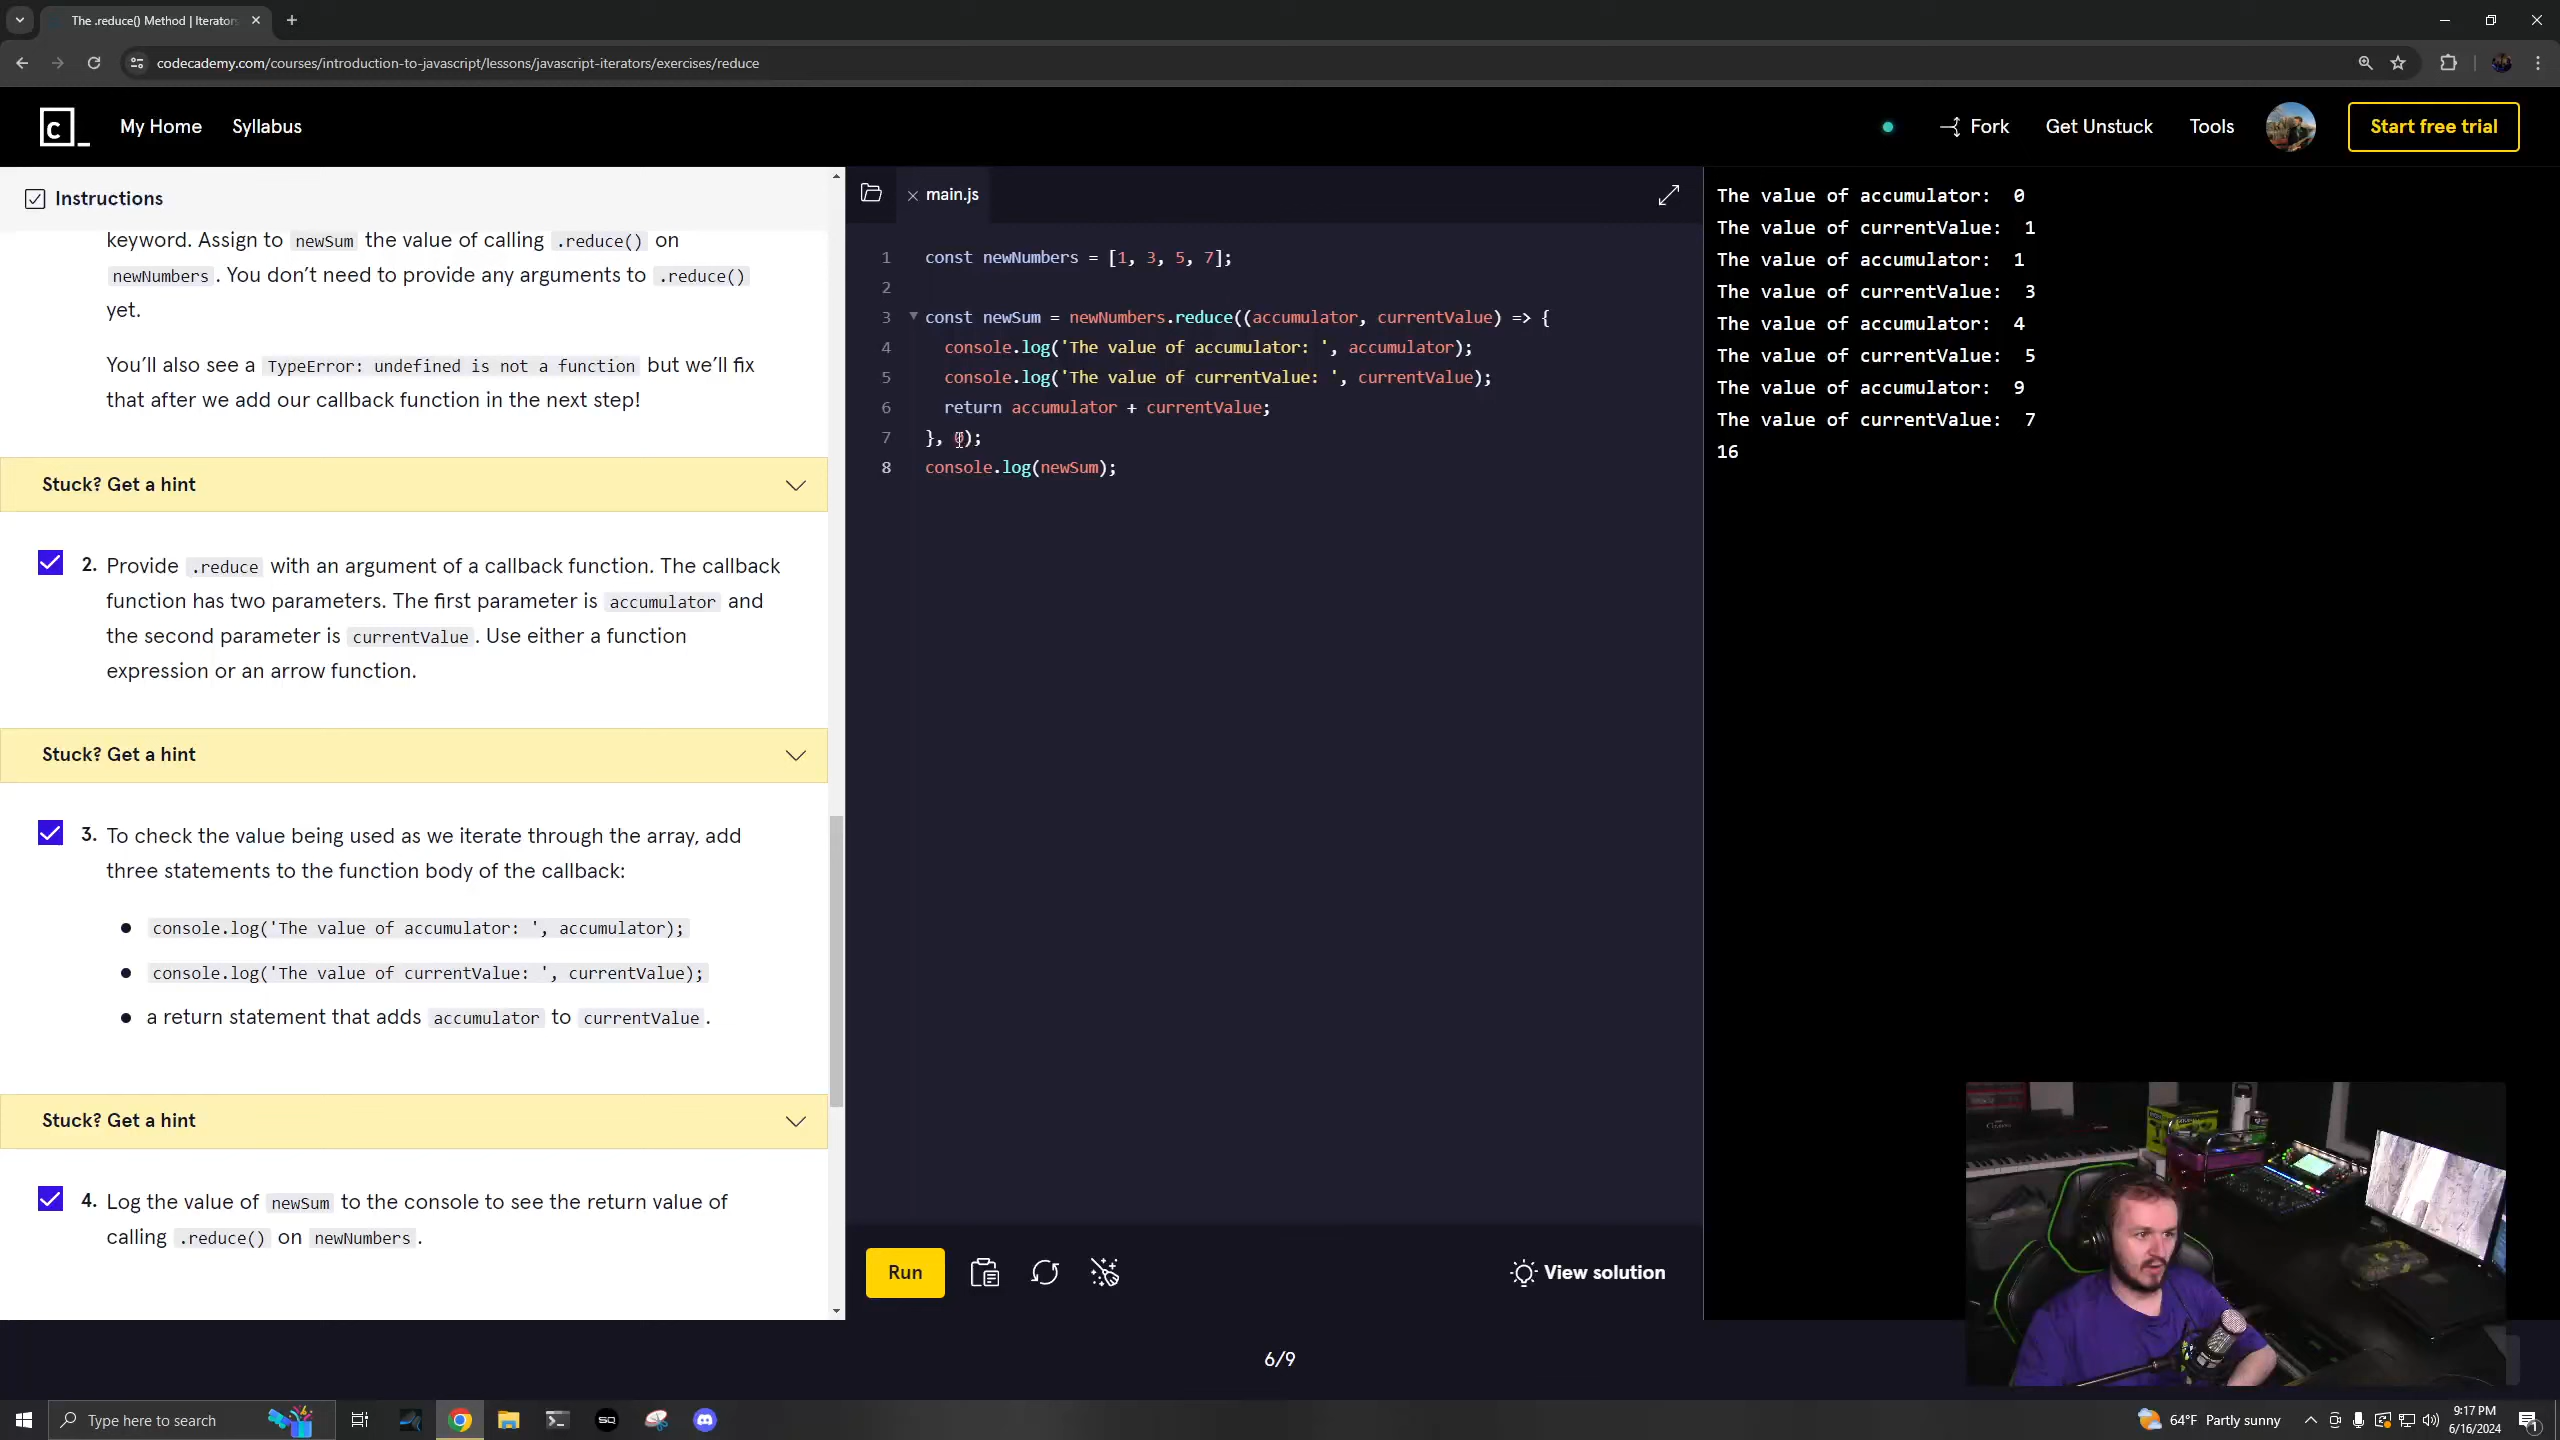 The .reduce() Method | Iterators
codecademy.com/courses/introduction-to-javascript/lessons/javascript-iterators/exercises/reduce
c_
My Home
Syllabus
Fork
Get Unstuck
Tools
Start free trial
Instructions
keyword. Assign to newSum the value of calling .reduce() on
newNumbers. You don’t need to provide any arguments to .reduce()
yet.
You’ll also see a TypeError: undefined is not a function but we’ll fix
that after we add our callback function in the next step!
Stuck? Get a hint
2. Provide .reduce with an argument of a callback function. The callback
function has two parameters. The first parameter is accumulator and
the second parameter is currentValue. Use either a function
expression or an arrow function.
Stuck? Get a hint
3. To check the value being used as we iterate through the array, add
three statements to the function body of the callback:
console.log('The value of accumulator: ', accumulator);
console.log('The value of currentValue: ', currentValue);
a return statement that adds accumulator to currentValue.
Stuck? Get a hint
4. Log the value of newSum to the console to see the return value of
calling .reduce() on newNumbers.
main.js
1 const newNumbers = [1, 3, 5, 7];
2
3 const newSum = newNumbers.reduce((accumulator, currentValue) => {
4 console.log('The value of accumulator: ', accumulator);
5 console.log('The value of currentValue: ', currentValue);
6 return accumulator + currentValue;
7 }, 0);
8 console.log(newSum);
Run
View solution
The value of accumulator:  0
The value of currentValue:  1
The value of accumulator:  1
The value of currentValue:  3
The value of accumulator:  4
The value of currentValue:  5
The value of accumulator:  9
The value of currentValue:  7
16
6/9
Type here to search
SQ
64°F Partly sunny
9:17 PM
6/16/2024
1